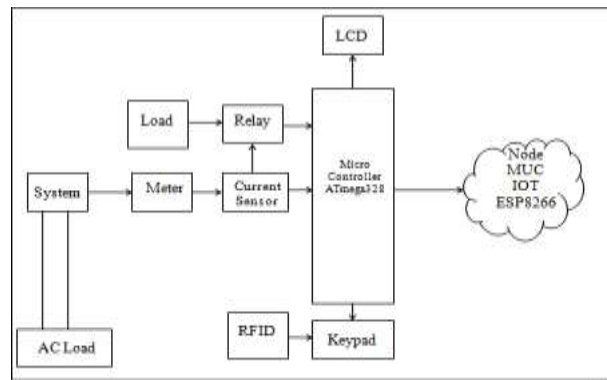 LCD
Load
Relay
Micro
Controller
ATmega328
Node
MUC
IOT
ESP8266
System
Meter
Current
Sensor
RFID
Keypad
AC Load